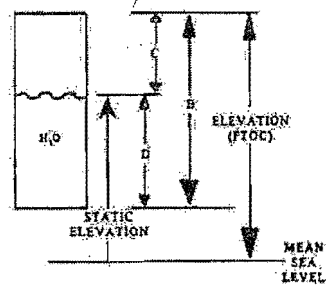 C
B
ELEVATION
(FTOC)
H₂O
D
STATIC
ELEVATION
MEAN
SEA
LEVEL